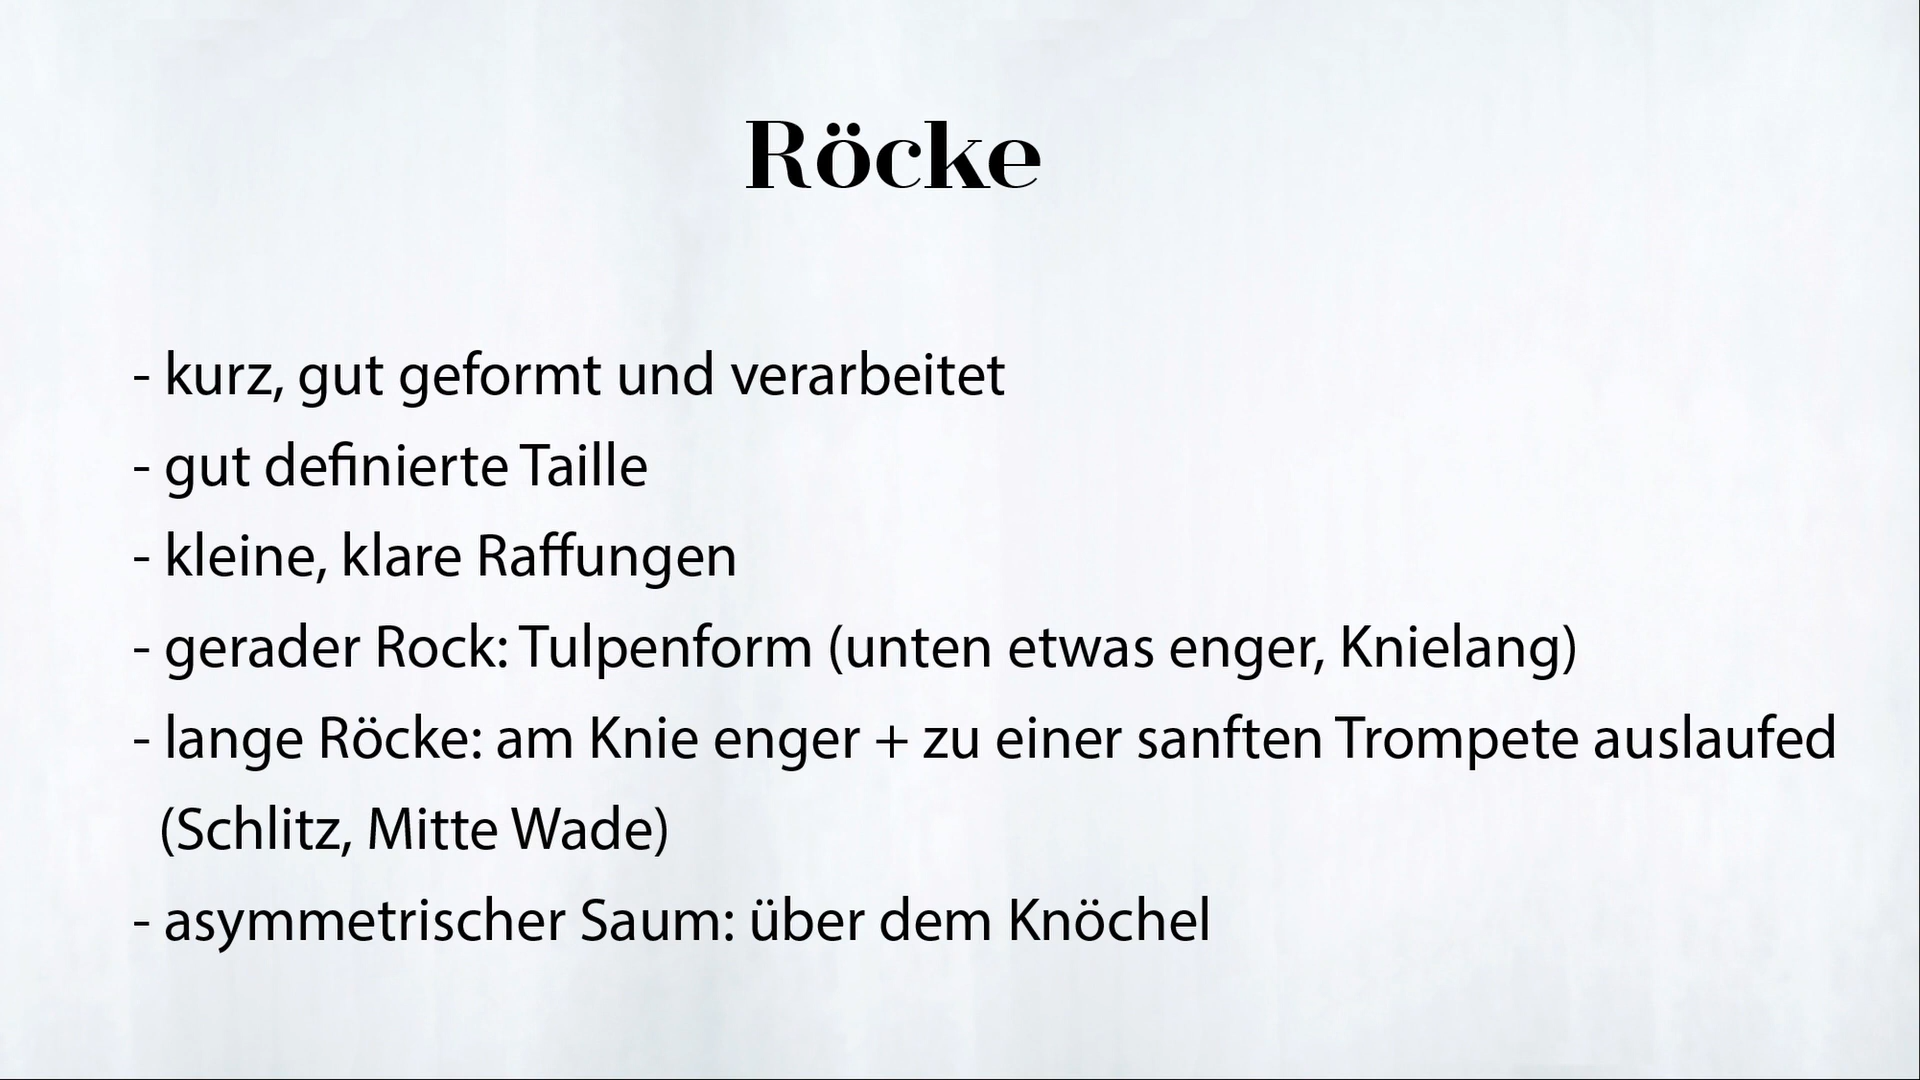 Röcke
- kurz, gut geformt und verarbeitet
- gut definierte Taille
- kleine, klare Raffungen
- gerader Rock: Tulpenform (unten etwas enger, Knielang)
- lange Röcke: am Knie enger + zu einer sanften Trompete auslaufed
(Schlitz, Mitte Wade)
- asymmetrischer Saum: über dem Knöchel